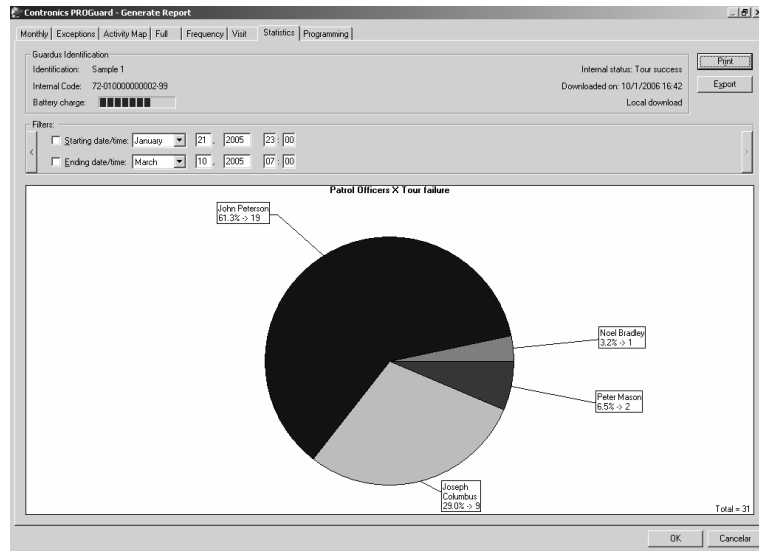 Contronics PROGuard - Generate Report
Monthly Exceptions Activity Map Full Frequency Visit Statistics Programming
Guardus Identification
Identification: Sample 1
Internal Code: 72-010000000002-99
Battery charge:
Internal status: Tour success
Downloaded on: 10/1/2006 16:42
Local download
Print
Export
Filters:
< Starting date/time: January 21 , 2005 23 : 00 >
Ending date/time: March 10 , 2005 07 : 00
Patrol Officers X Tour failure
John Peterson
61.3% -> 19
Noel Bradley
3.2% -> 1
Peter Mason
6.5% -> 2
Joseph
Columbus
29.0% -> 9
Total = 31
OK Cancelar